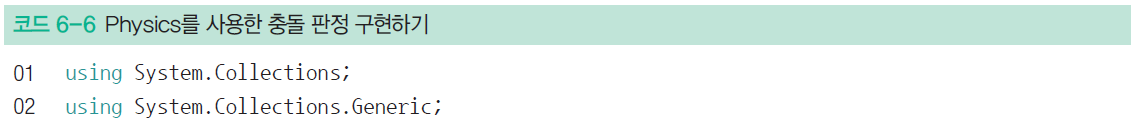 코드 6-6 Physics를 사용한 충돌 판정 구현하기
01 using System.Collections;
02 using System.Collections.Generic;